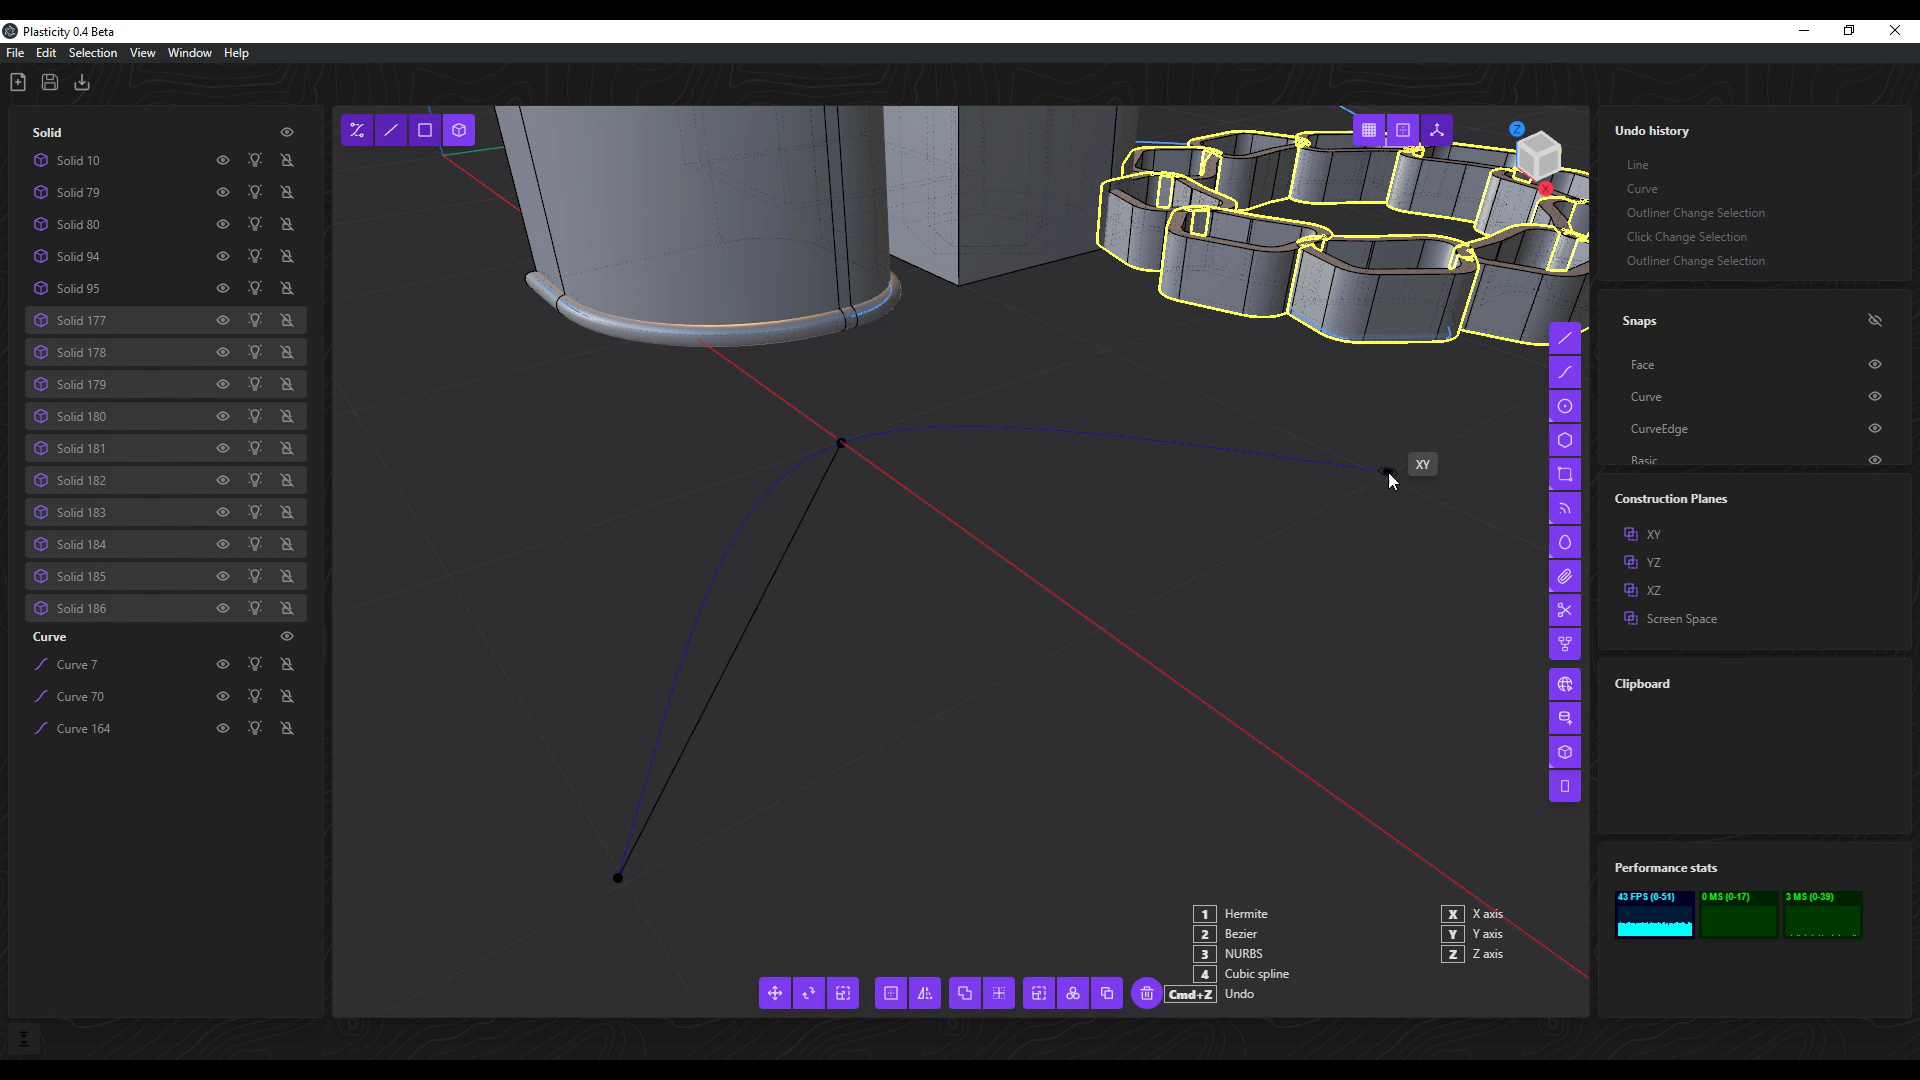 Plasticity 0.4 Beta
File Edit Selection View Window Help
Solid
Solid 10
Solid 79
Solid 80
Solid 94
Solid 95
Solid 177
Solid 178
Solid 179
Solid 180
Solid 181
Solid 182
Solid 183
Solid 184
Solid 185
Solid 186
Curve
Curve 7
Curve 70
Curve 164
Z
X
XY
1 Hermite
2 Bezier
3 NURBS
4 Cubic spline
Cmd+Z Undo
X X axis
Y Y axis
Z Z axis
Undo history
Line
Curve
Outliner Change Selection
Click Change Selection
Outliner Change Selection
Snaps
Face
Curve
CurveEdge
Basic
Construction Planes
XY
YZ
XZ
Screen Space
Clipboard
Performance stats
43 FPS (0-51) 0 MS (0-17) 3 MS (0-39)